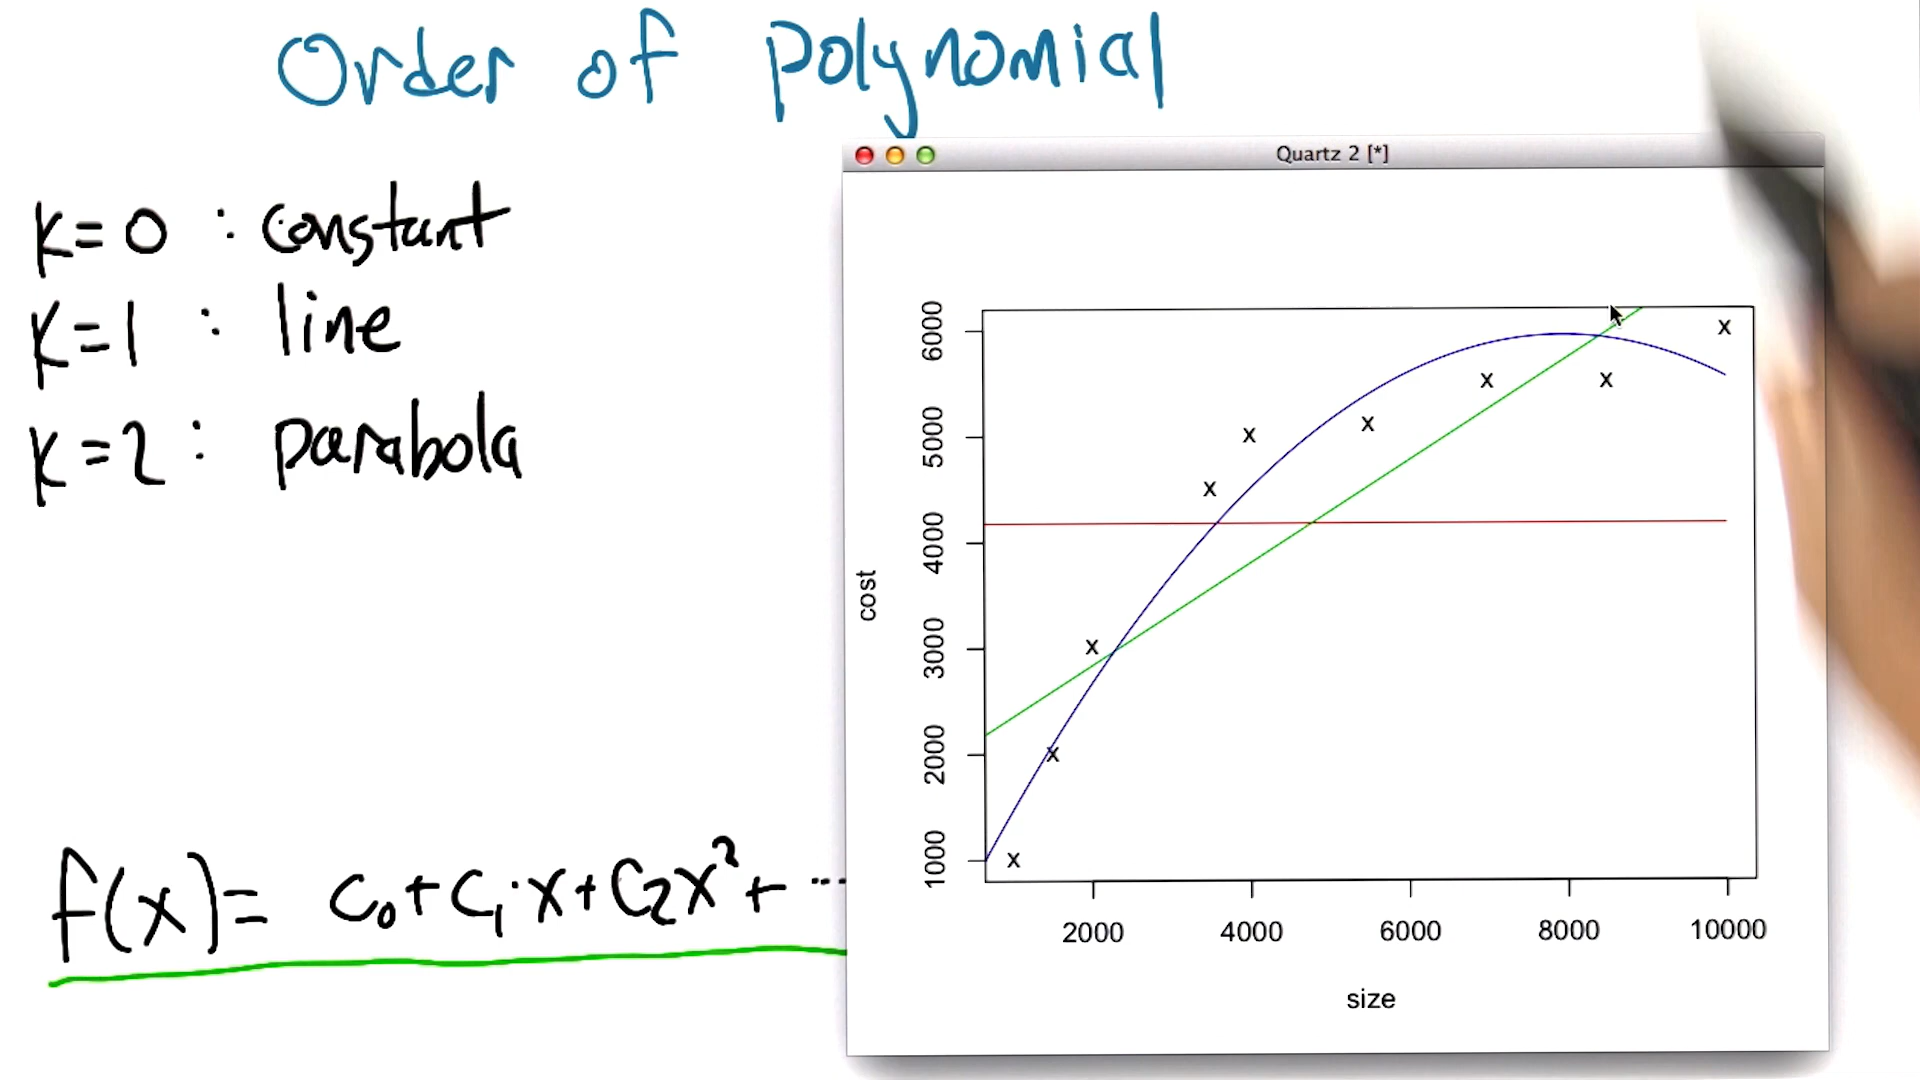 Order of polynomial
k=0 : constant
k=1 : line
k=2 : parabola
f(x)= c₀+c₁·x+c₂x²+ ...
Quartz 2 [*]
6000
5000
4000
3000
2000
1000
cost
x x x x x x x x x
2000 4000 6000 8000 10000
size